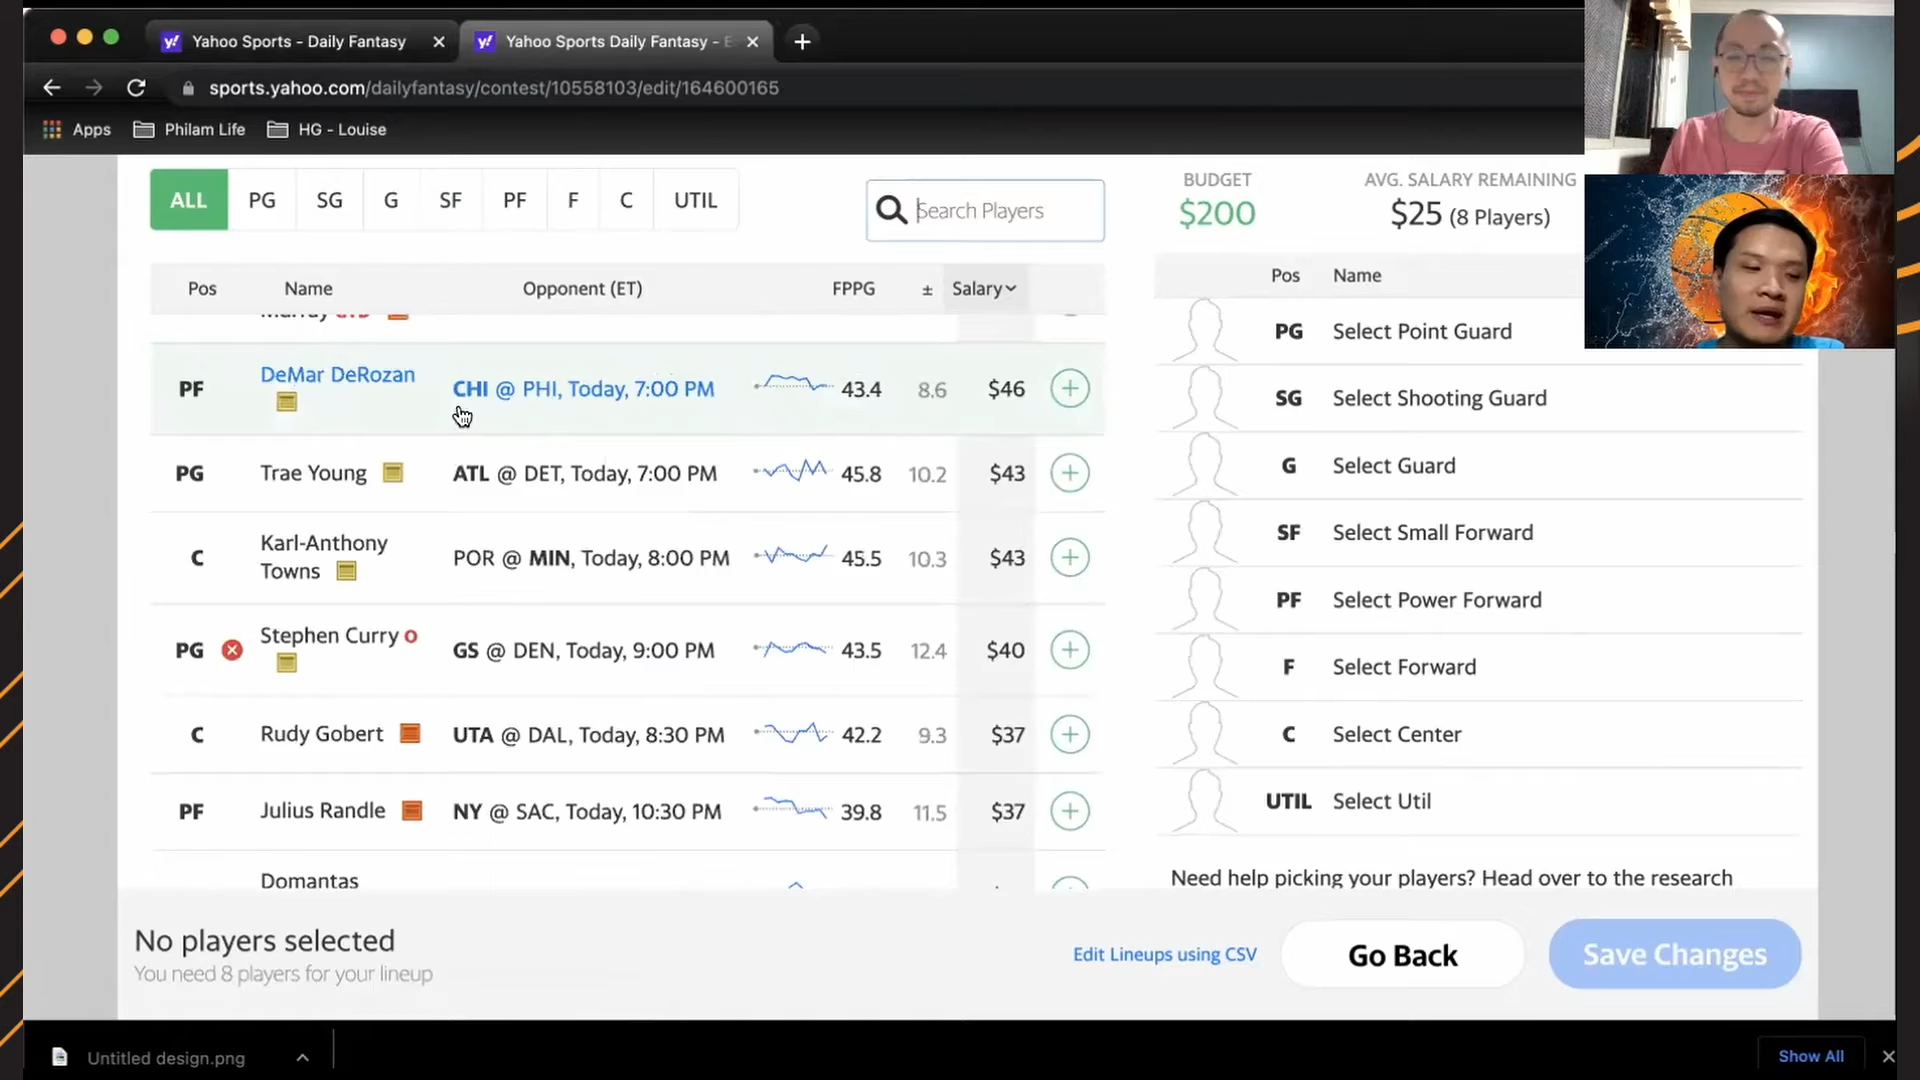 Yahoo Sports - Daily Fantasy
Yahoo Sports Daily Fantasy - E
sports.yahoo.com/dailyfantasy/contest/10558103/edit/164600165
Apps Philam Life HG - Louise
ALL PG SG G SF PF F C UTIL
Search Players
BUDGET
$200
AVG. SALARY REMAINING
$25 (8 Players)
Pos Name Opponent (ET) FPPG ± Salary
Murray GTD
PF DeMar DeRozan CHI @ PHI, Today, 7:00 PM 43.4 8.6 $46
PG Trae Young ATL @ DET, Today, 7:00 PM 45.8 10.2 $43
C Karl-Anthony Towns POR @ MIN, Today, 8:00 PM 45.5 10.3 $43
PG Stephen Curry O GS @ DEN, Today, 9:00 PM 43.5 12.4 $40
C Rudy Gobert UTA @ DAL, Today, 8:30 PM 42.2 9.3 $37
PF Julius Randle NY @ SAC, Today, 10:30 PM 39.8 11.5 $37
Domantas
Pos Name
PG Select Point Guard
SG Select Shooting Guard
G Select Guard
SF Select Small Forward
PF Select Power Forward
F Select Forward
C Select Center
UTIL Select Util
Need help picking your players? Head over to the research
No players selected
You need 8 players for your lineup
Edit Lineups using CSV
Go Back
Save Changes
Untitled design.png
Show All